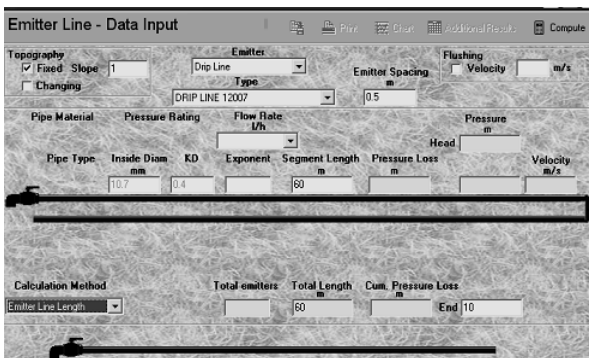 Emitter Line - Data Input
Print Chart Additional Results Compute
Topography
Fixed Slope 1
Changing
Emitter
Drip Line
Type
DRIP LINE 12007
Emitter Spacing
m
0.5
Flushing
Velocity m/s
Pipe Material Pressure Rating Flow Rate
l/h
Pressure
m
Head
Pipe Type Inside Diam KD Exponent Segment Length Pressure Loss Velocity
mm m m m/s
10.7 0.4 60
Calculation Method Total emitters Total Length Cum. Pressure Loss
m m
Emitter Line Length 60 End 10